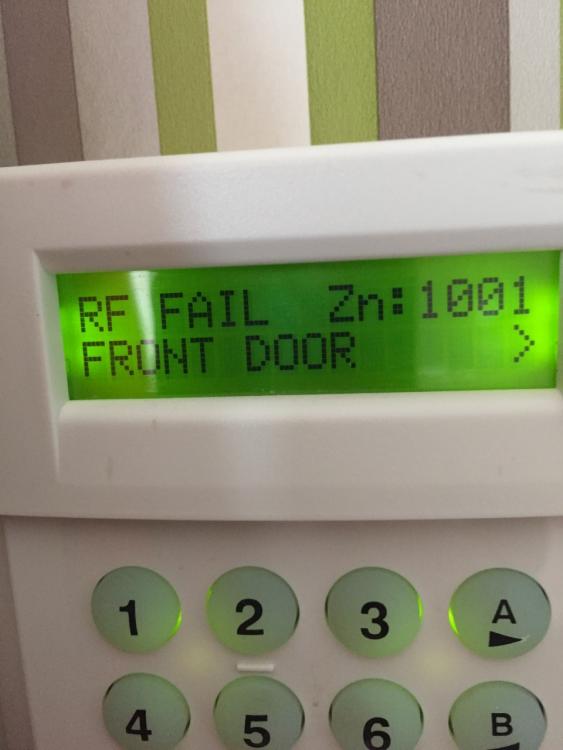 RF FAIL Zn:1001
FRONT DOOR >
1 2 3 A
4 5 6 B